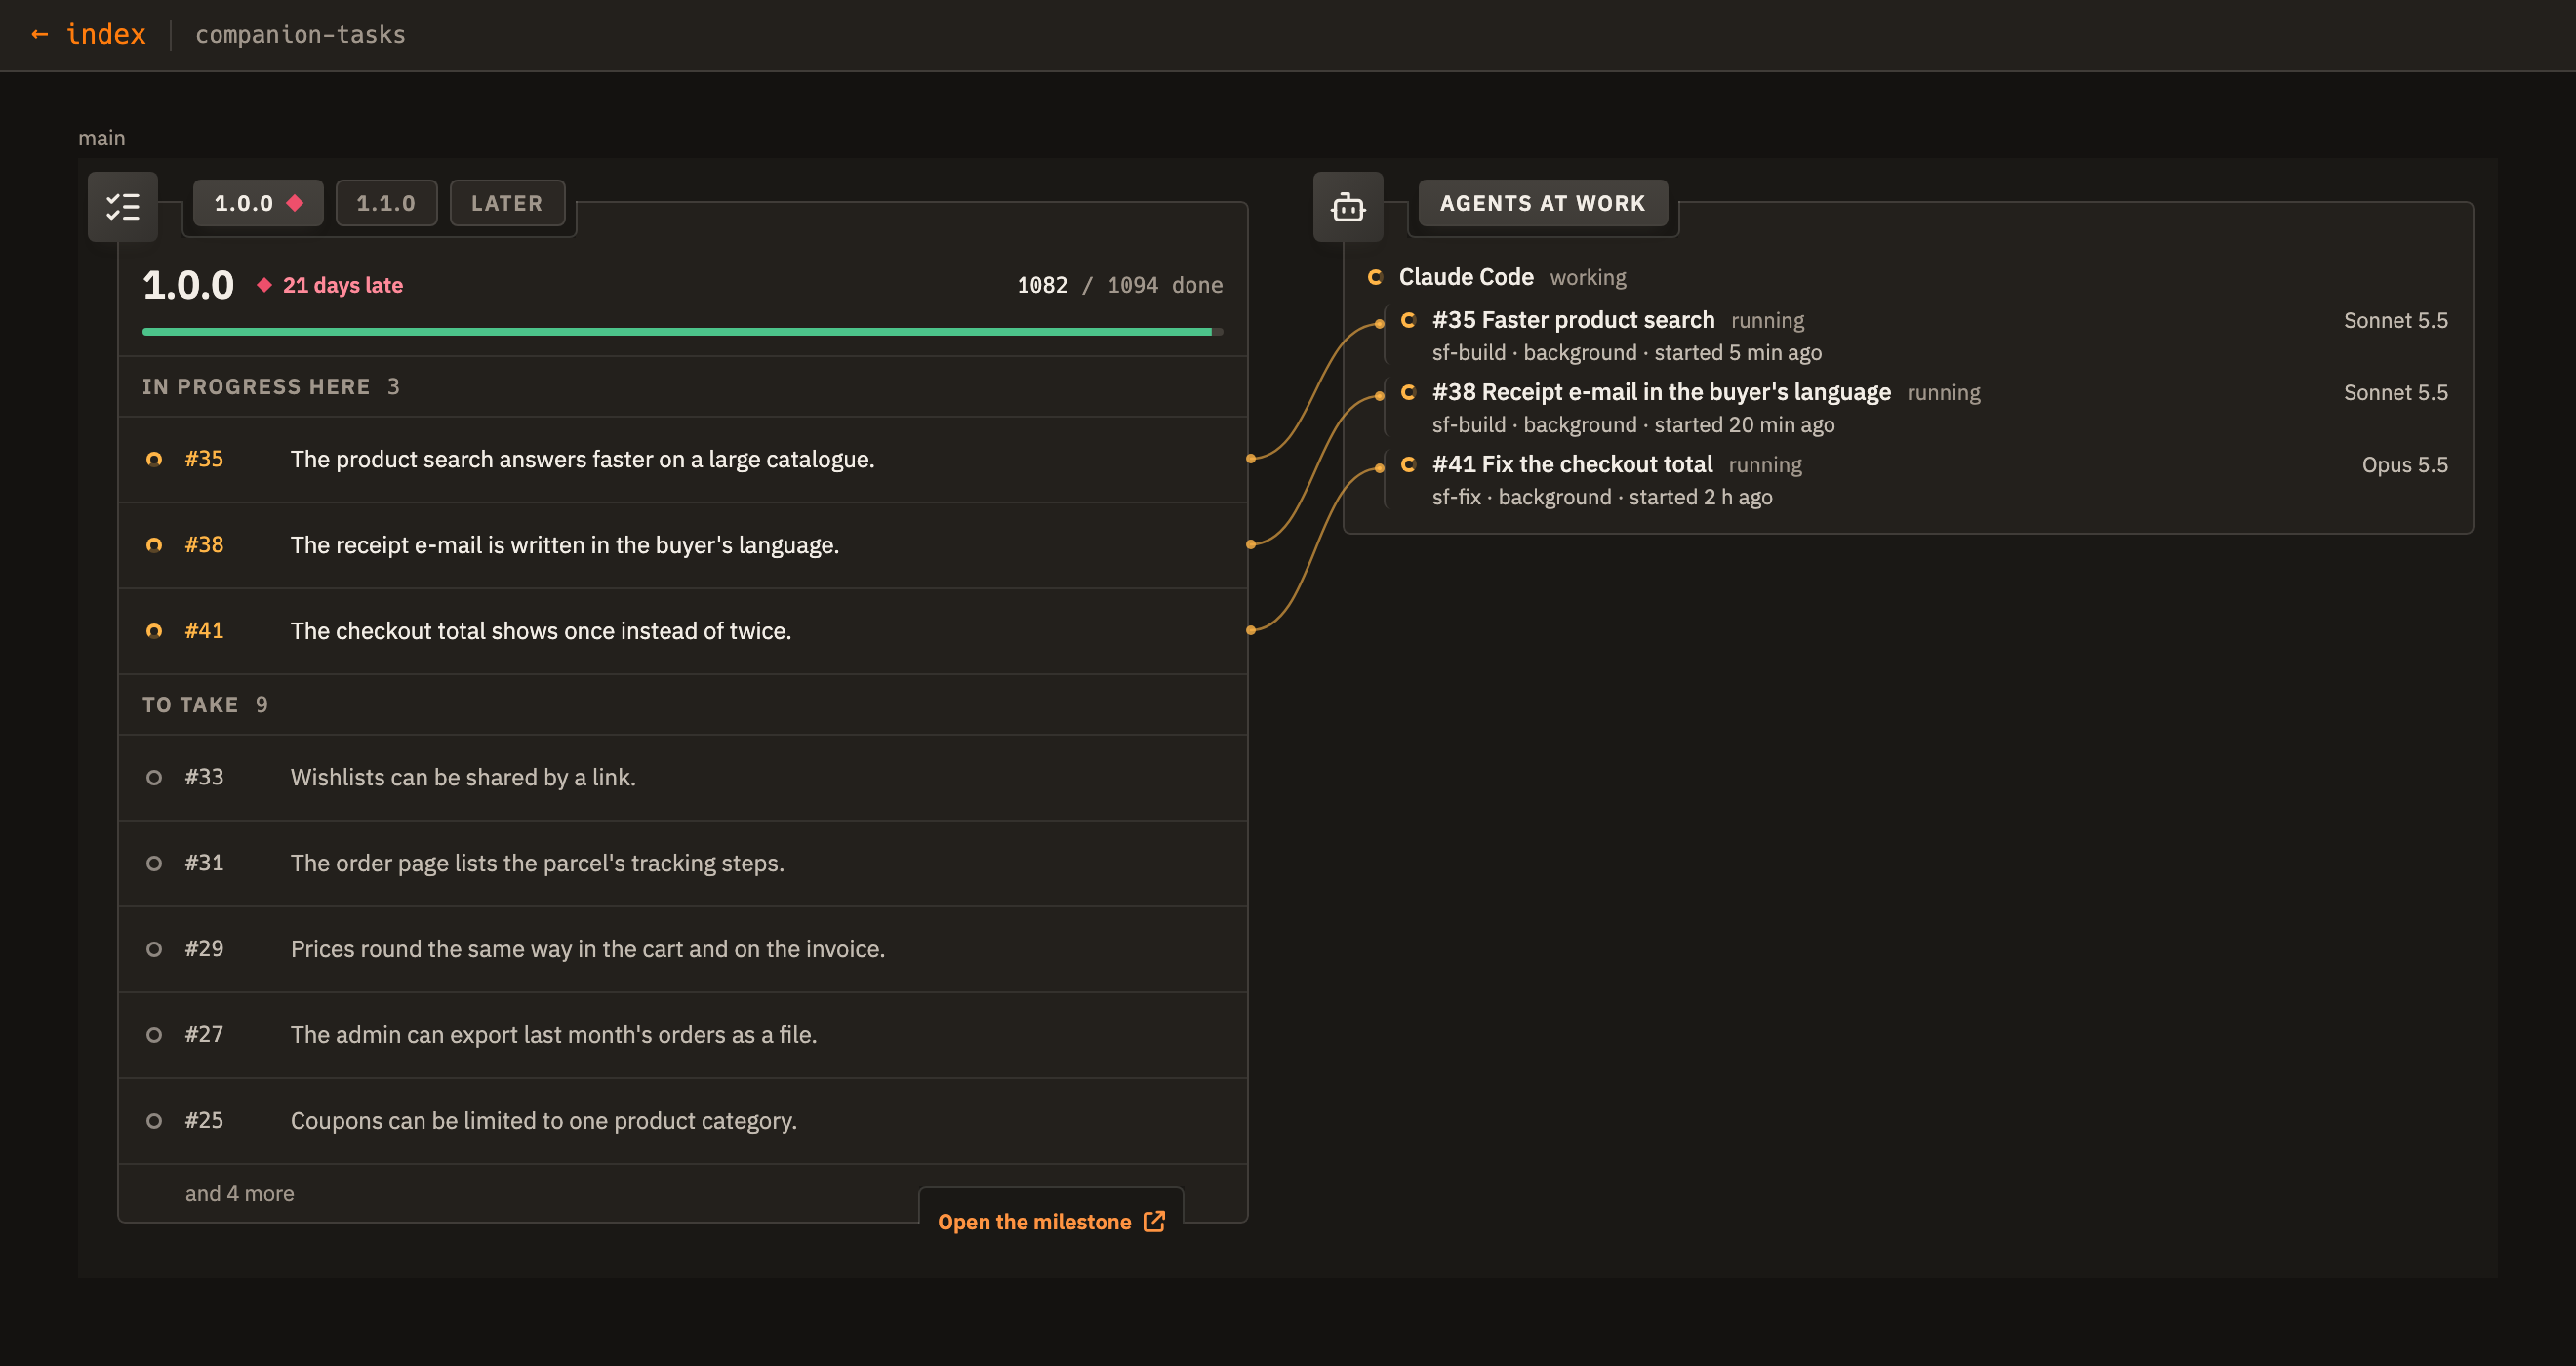 ← index companion-tasks
main
1.0.0 1.1.0 LATER
1.0.0 21 days late 1082 / 1094 done
IN PROGRESS HERE 3
#35 The product search answers faster on a large catalogue.
#38 The receipt e-mail is written in the buyer's language.
#41 The checkout total shows once instead of twice.
TO TAKE 9
#33 Wishlists can be shared by a link.
#31 The order page lists the parcel's tracking steps.
#29 Prices round the same way in the cart and on the invoice.
#27 The admin can export last month's orders as a file.
#25 Coupons can be limited to one product category.
and 4 more
Open the milestone
AGENTS AT WORK
Claude Code working
#35 Faster product search running Sonnet 5.5
sf-build · background · started 5 min ago
#38 Receipt e-mail in the buyer's language running Sonnet 5.5
sf-build · background · started 20 min ago
#41 Fix the checkout total running Opus 5.5
sf-fix · background · started 2 h ago